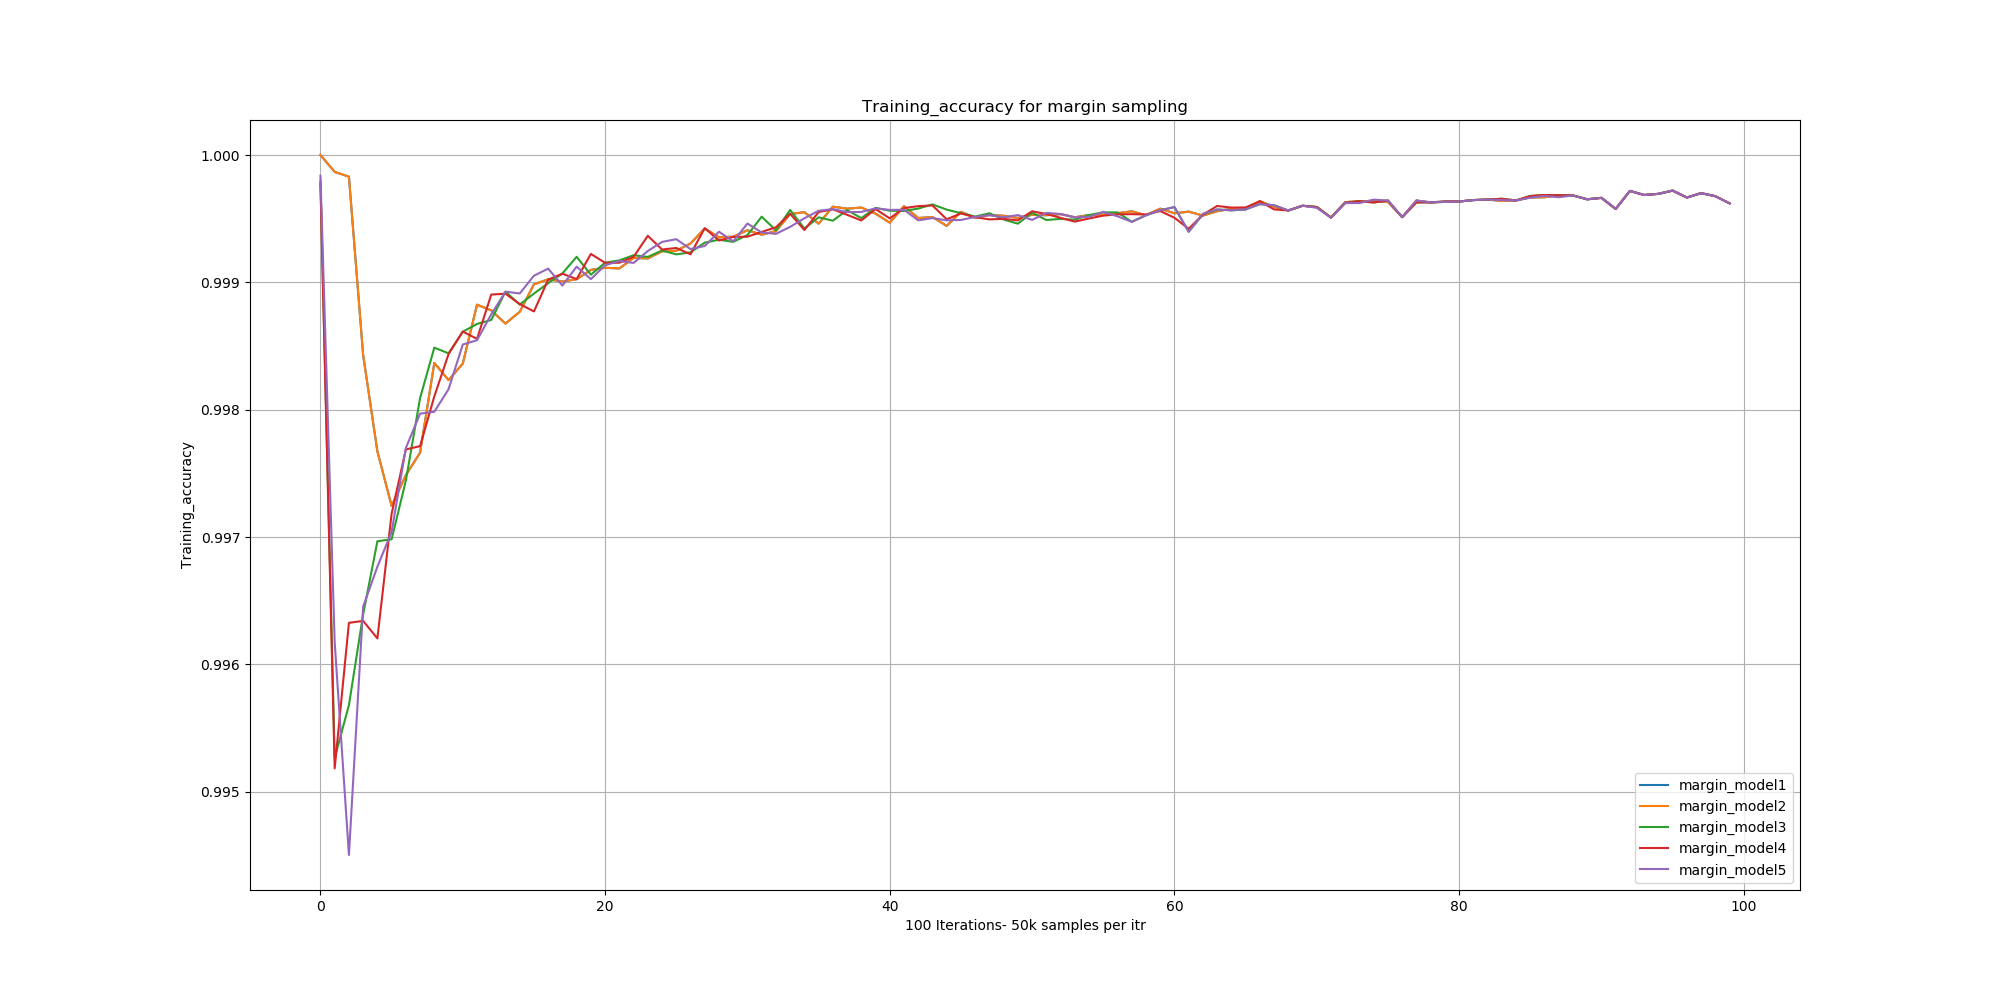 Training_accuracy for margin sampling
Training_accuracy
1.000
0.999
0.998
0.997
0.996
0.995
0
20
40
60
80
100
100 Iterations- 50k samples per itr
margin_model1
margin_model2
margin_model3
margin_model4
margin_model5